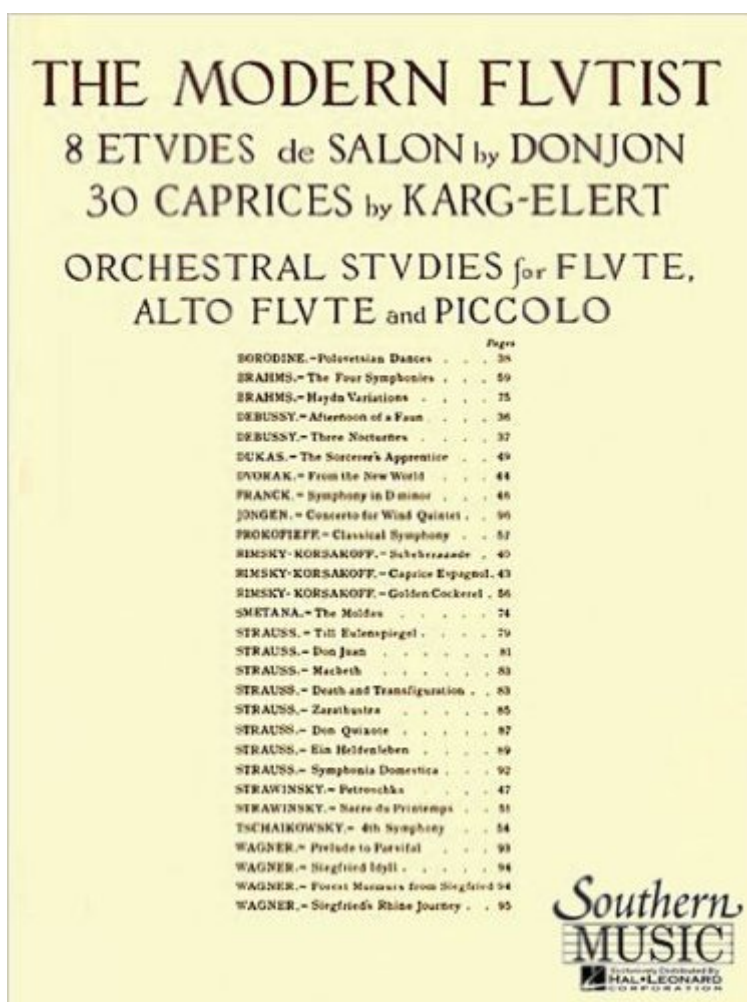 THE MODERN FLVTIST
8 ETVDES de SALON by DONJON
30 CAPRICES by KARG-ELERT
ORCHESTRAL STVDIES for FLVTE,
ALTO FLVTE and PICCOLO
Pages
BORODINE.-Polovetsian Dances . . . 38
BRAHMS.-The Four Symphonies . . . 59
BRAHMS.-Haydn Variations . . . . 75
DEBUSSY.-Afternoon of a Faun . . . 36
DEBUSSY.-Three Nocturnes . . . . 37
DUKAS.-The Sorcerer's Apprentice . . 49
DVORAK.-From the New World . . . 44
FRANCK.-Symphony in D minor . . . 46
JONGEN.-Concerto for Wind Quintet . . 96
PROKOFIEFF.-Classical Symphony . . 57
RIMSKY-KORSAKOFF.-Scheherazade . 40
RIMSKY-KORSAKOFF.-Caprice Espagnol. 43
RIMSKY-KORSAKOFF.-Golden Cockerel . 56
SMETANA.-The Moldau . . . . . 74
STRAUSS.-Till Eulenspiegel . . . . 79
STRAUSS.-Don Juan . . . . . . 81
STRAUSS.-Macbeth . . . . . . 83
STRAUSS.-Death and Transfiguration . . 83
STRAUSS.-Zarathustra . . . . . 85
STRAUSS.-Don Quixote . . . . . 87
STRAUSS.-Ein Heldenleben . . . . 89
STRAUSS.-Symphonia Domestica . . . 92
STRAWINSKY.-Petroschka . . . . 47
STRAWINSKY.-Sacre du Printemps . . 51
TSCHAIKOWSKY.-4th Symphony . . 54
WAGNER.-Prelude to Parsifal . . . 93
WAGNER.-Siegfried Idyll . . . . . 94
WAGNER.-Forest Murmurs from Siegfried 94
WAGNER.-Siegfried's Rhine Journey . . 95
Southern
MUSIC
Exclusively Distributed By
HAL•LEONARD
CORPORATION